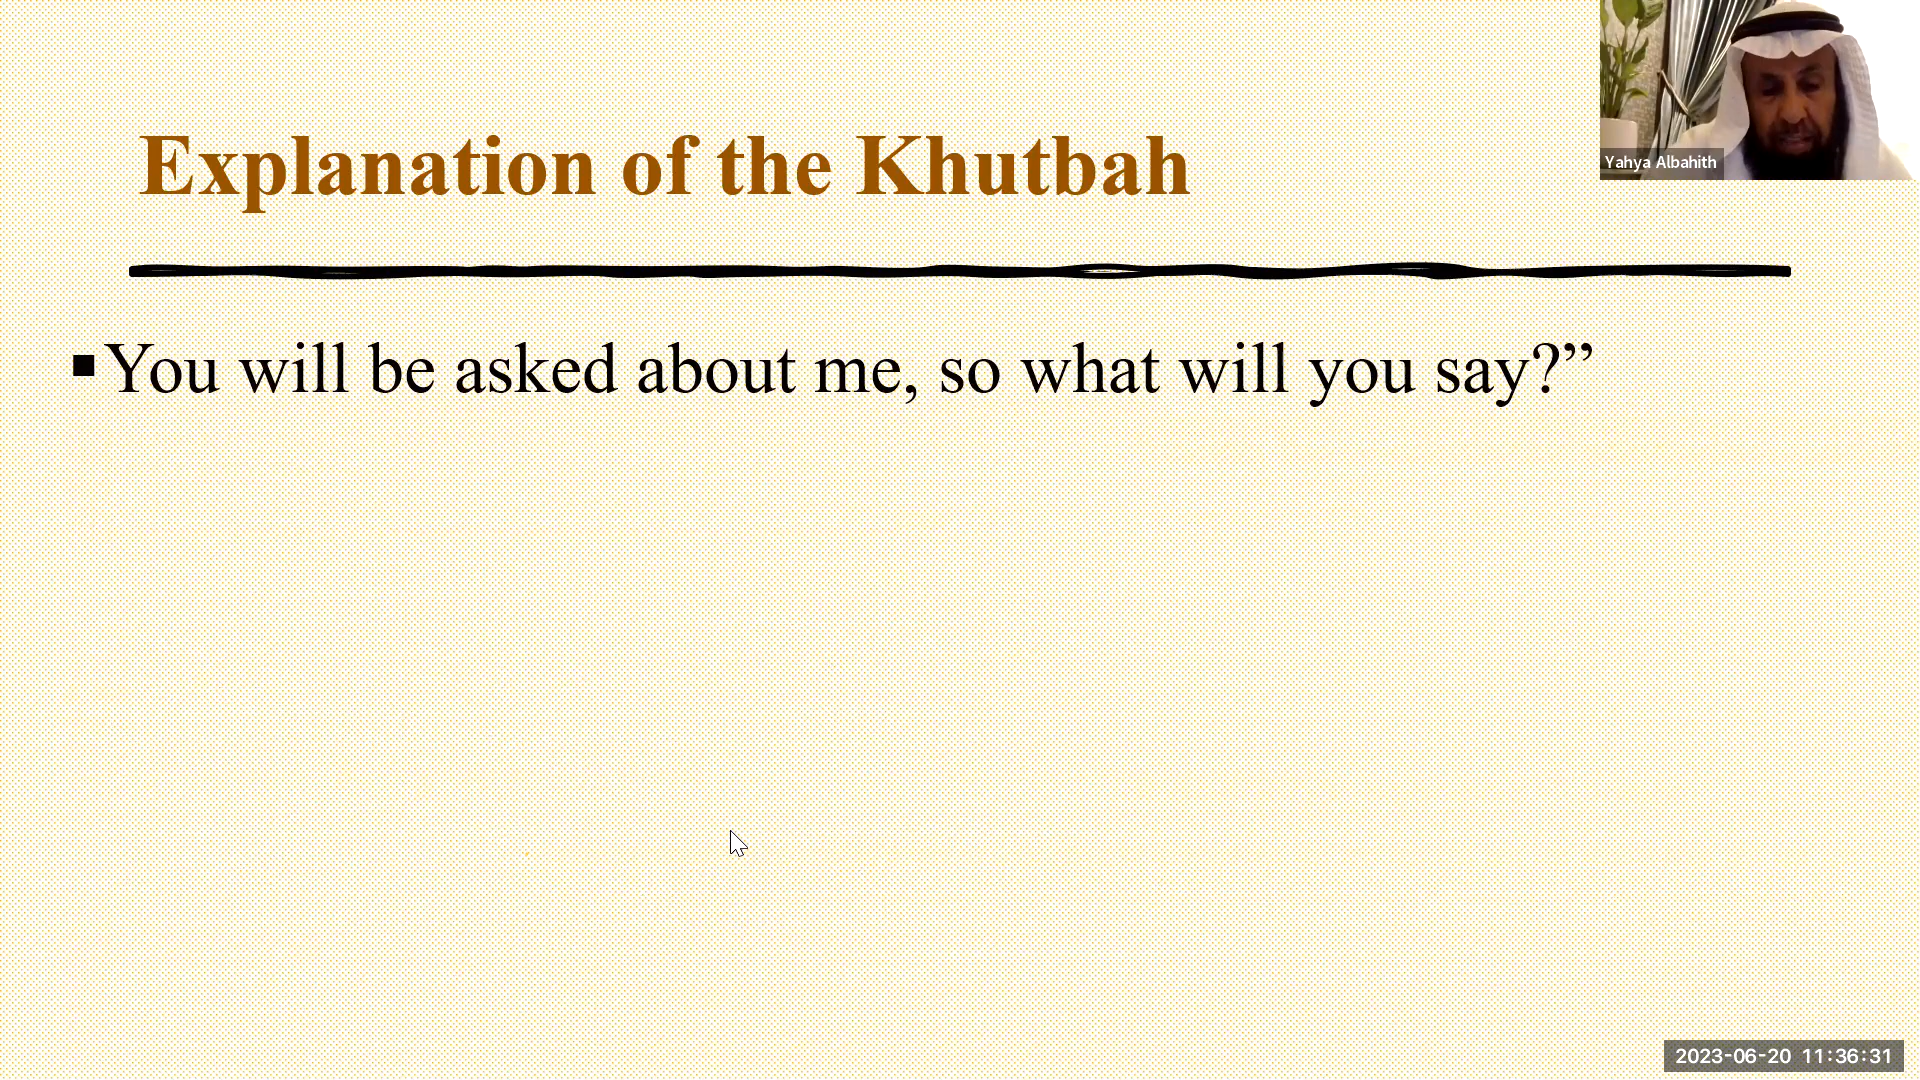 Yahya Albahith
Explanation of the Khutbah
▪You will be asked about me, so what will you say?”
2023-06-20 11:36:31